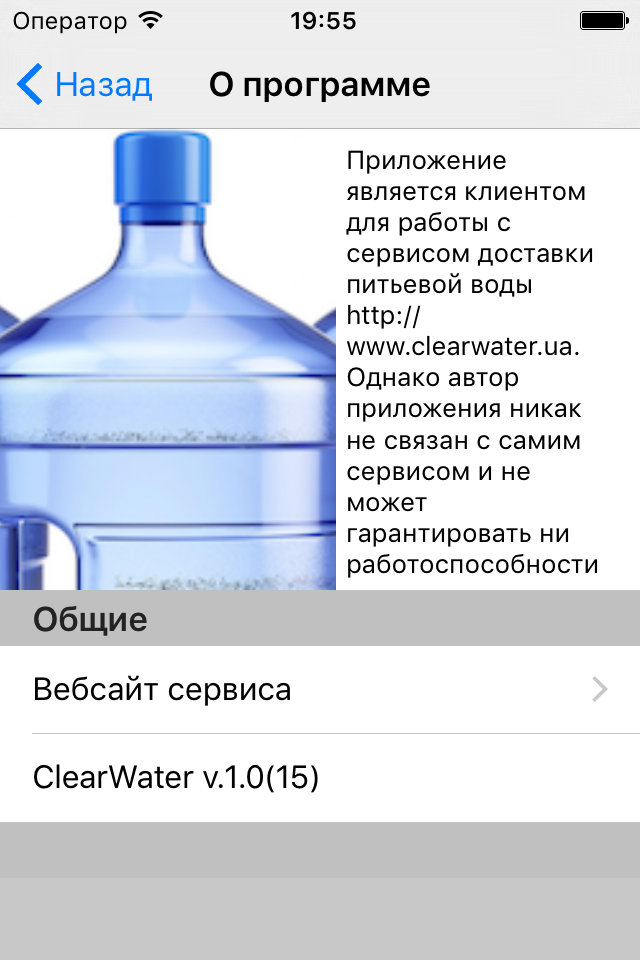 Оператор 19:55
Назад О программе
Приложение
является клиентом
для работы с
сервисом доставки
питьевой воды
http://
www.clearwater.ua.
Однако автор
приложения никак
не связан с самим
сервисом и не
может
гарантировать ни
работоспособности
Общие
Вебсайт сервиса
ClearWater v.1.0(15)